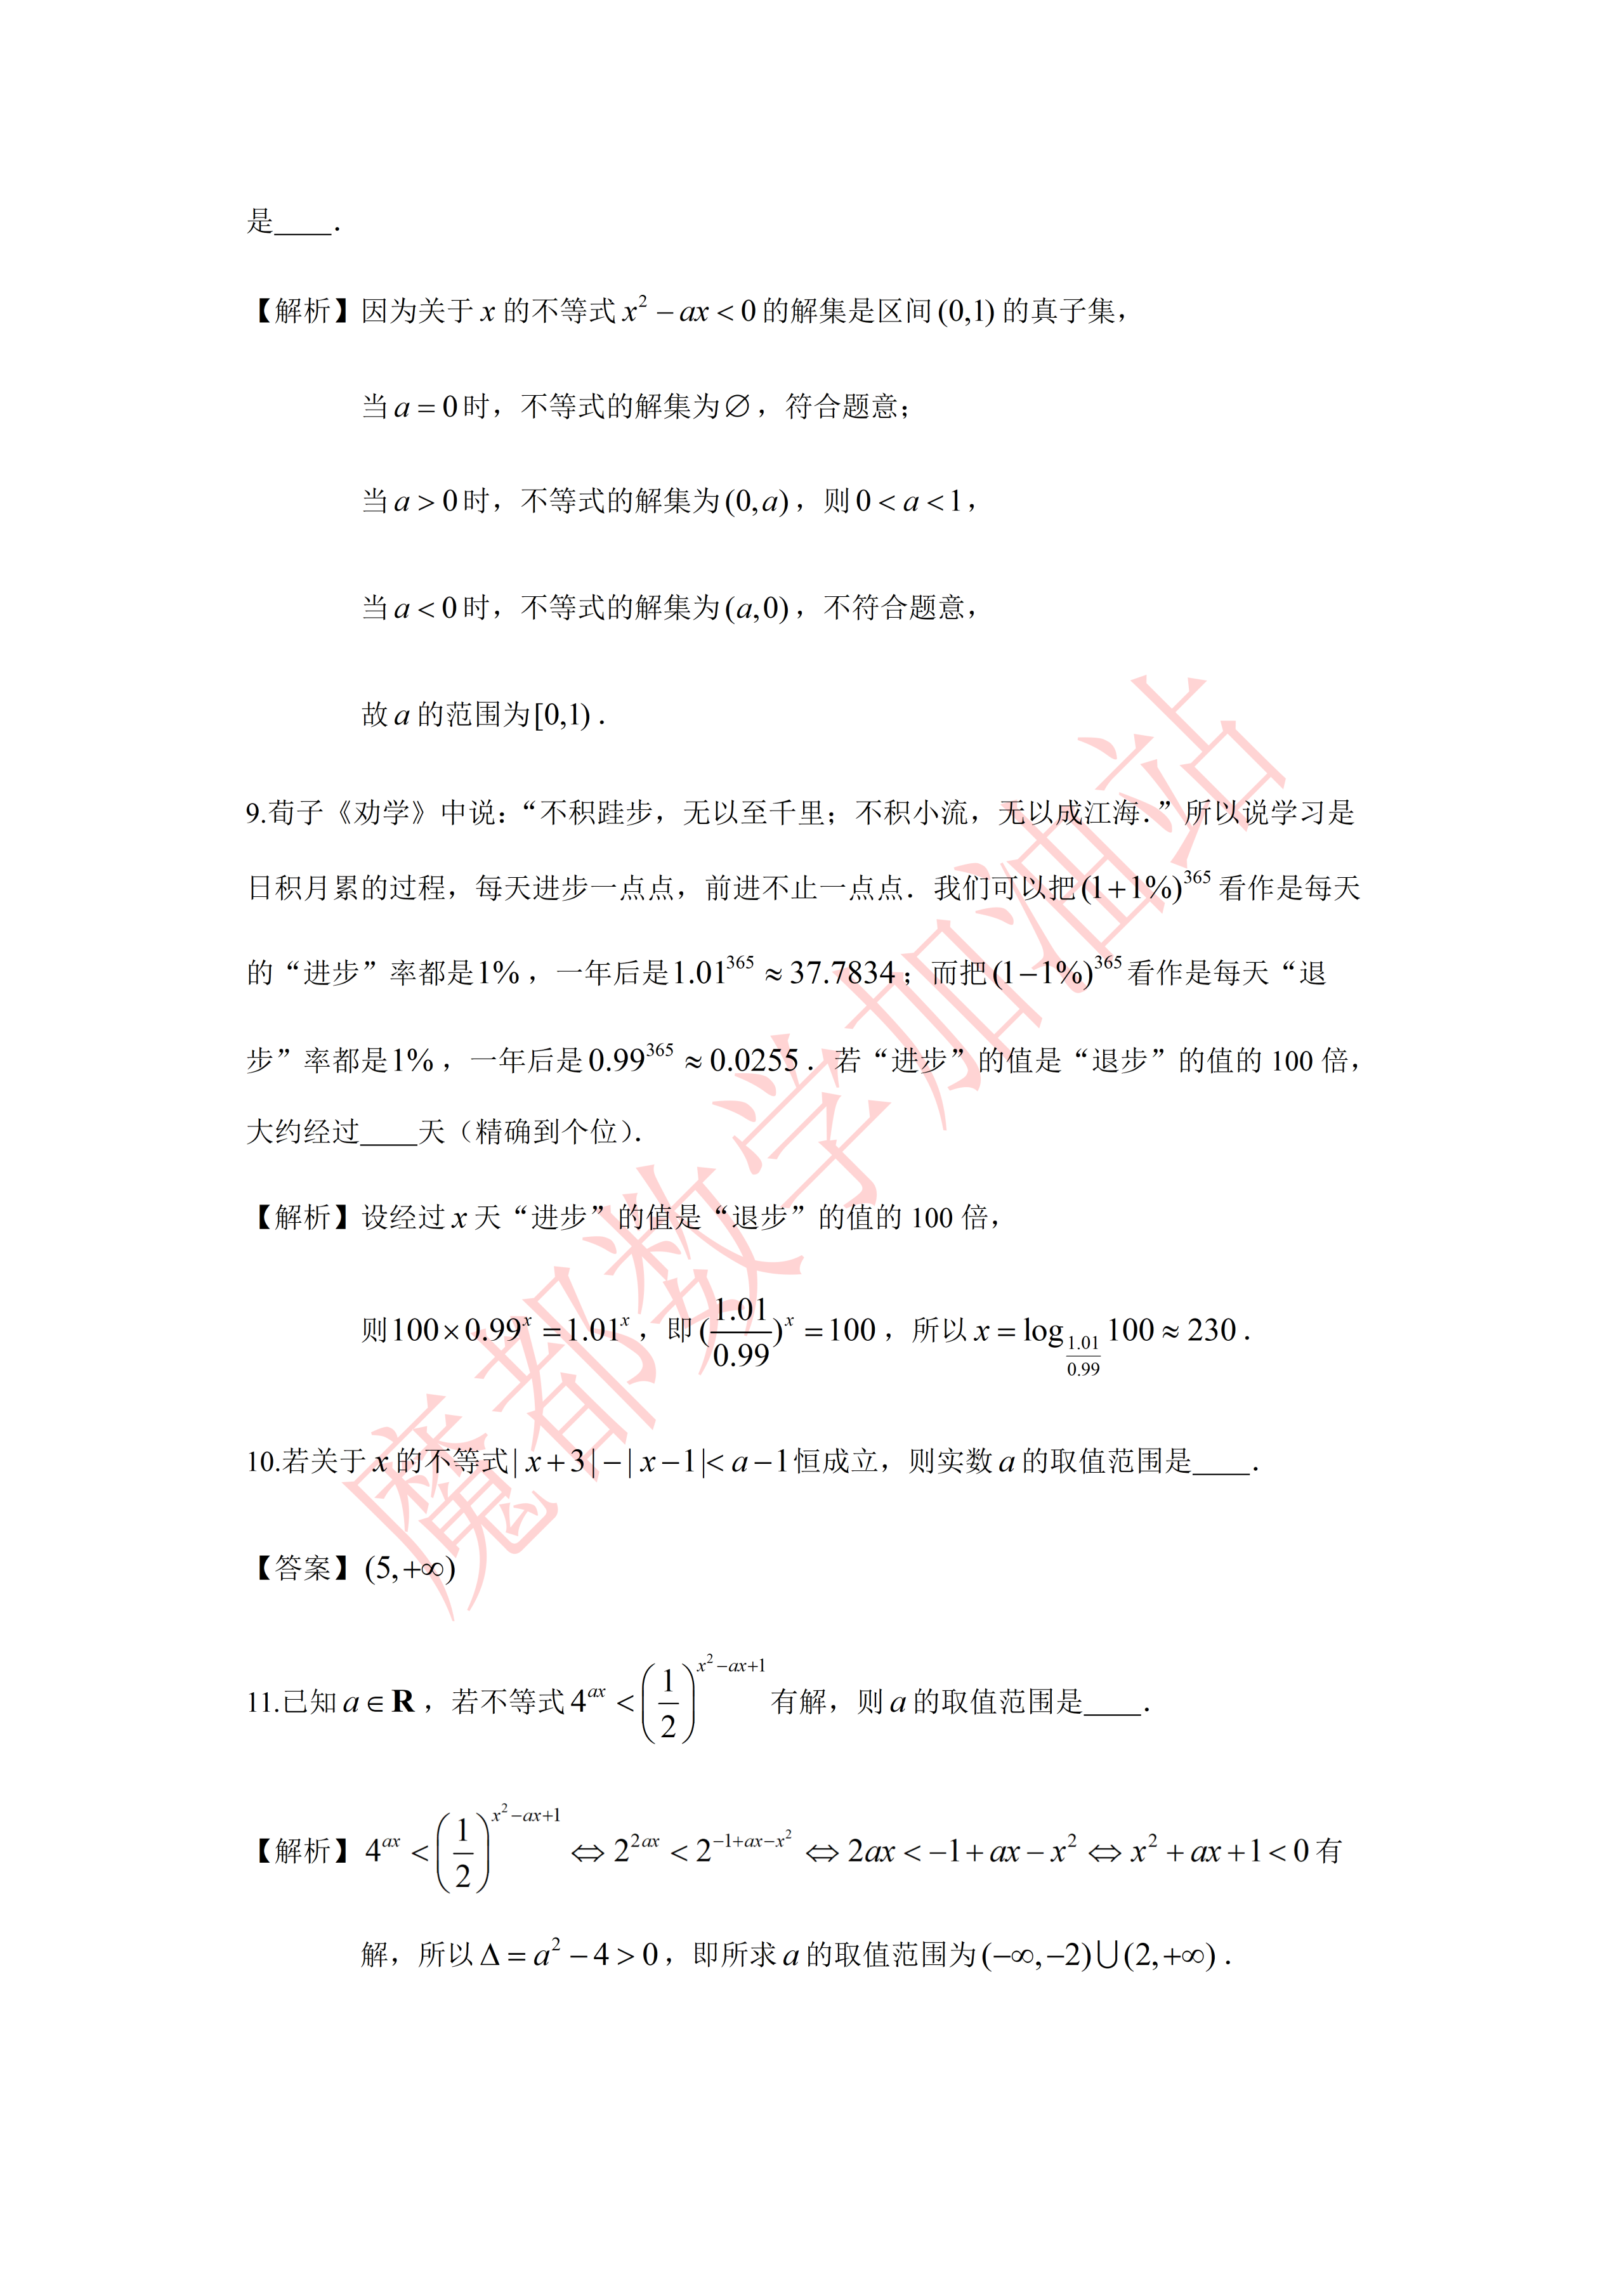 是____.
【解析】因为关于 x 的不等式 x² − ax < 0 的解集是区间 (0,1) 的真子集，
当 a = 0 时，不等式的解集为∅，符合题意；
当 a > 0 时，不等式的解集为 (0,a)，则 0 < a < 1，
当 a < 0 时，不等式的解集为 (a,0)，不符合题意，
故 a 的范围为[0,1).
9.荀子《劝学》中说：“不积跬步，无以至千里；不积小流，无以成江海.”所以说学习是
日积月累的过程，每天进步一点点，前进不止一点点．我们可以把 (1+1%)^365 看作是每天
的“进步”率都是1%，一年后是1.01^365 ≈ 37.7834；而把 (1−1%)^365 看作是每天“退
步”率都是1%，一年后是 0.99^365 ≈ 0.0255．若“进步”的值是“退步”的值的 100 倍，
大约经过____天（精确到个位）.
【解析】设经过 x 天“进步”的值是“退步”的值的 100 倍，
则100×0.99^x = 1.01^x，即 (1.01/0.99)^x = 100，所以 x = log_(1.01/0.99) 100 ≈ 230．
10.若关于 x 的不等式| x + 3 | − | x − 1 |< a − 1恒成立，则实数 a 的取值范围是____.
【答案】(5,+∞)
11.已知 a ∈ R，若不等式 4^(ax) < (1/2)^(x²−ax+1) 有解，则 a 的取值范围是____.
【解析】4^(ax) < (1/2)^(x²−ax+1) ⇔ 2^(2ax) < 2^(−1+ax−x²) ⇔ 2ax < −1 + ax − x² ⇔ x² + ax + 1 < 0 有
解，所以 Δ = a² − 4 > 0，即所求 a 的取值范围为 (−∞,−2)∪(2,+∞)．
魔都数学加油站